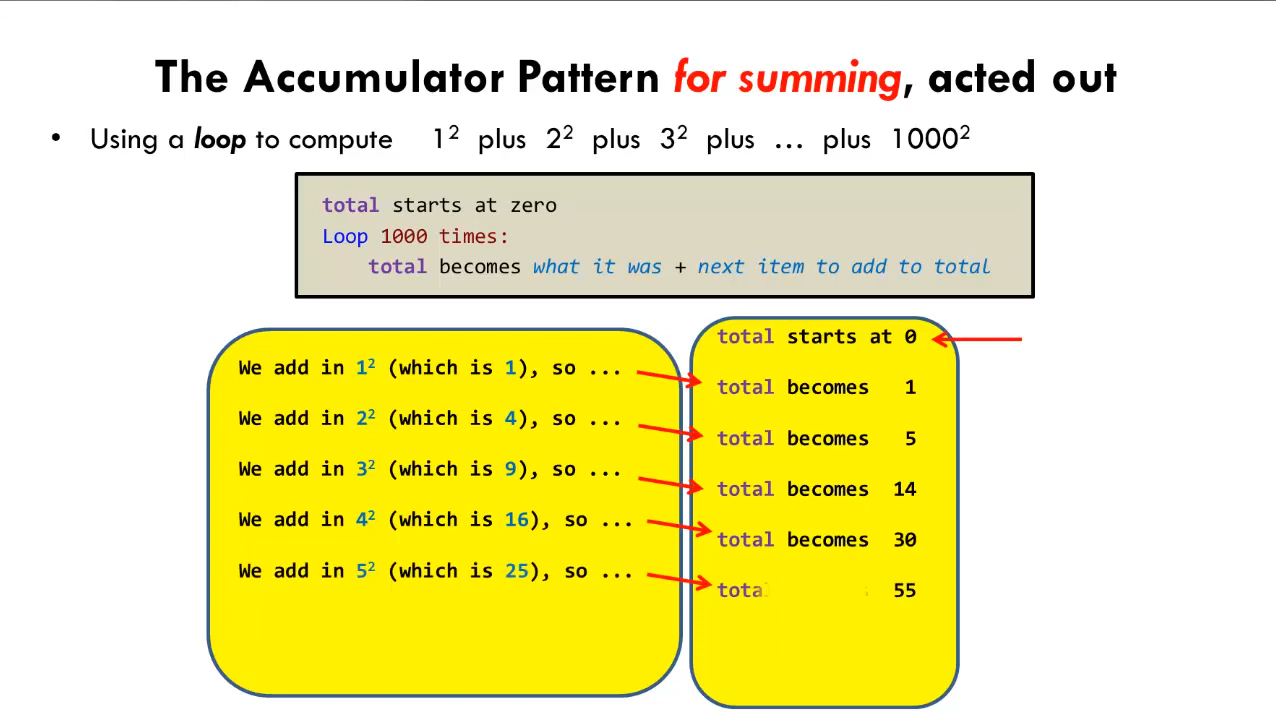 The Accumulator Pattern for summing, acted out
• Using a loop to compute 1² plus 2² plus 3² plus … plus 1000²
total starts at zero
Loop 1000 times:
total becomes what it was + next item to add to total
total starts at 0
We add in 1² (which is 1), so ...
total becomes 1
We add in 2² (which is 4), so ...
total becomes 5
We add in 3² (which is 9), so ...
total becomes 14
We add in 4² (which is 16), so ...
total becomes 30
We add in 5² (which is 25), so ...
55